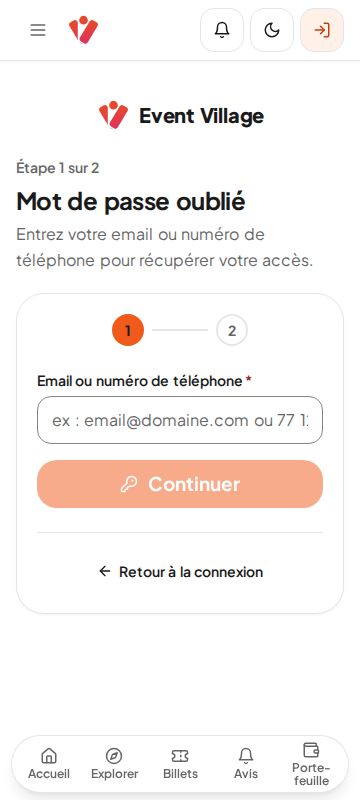 Event Village
Étape 1 sur 2
Mot de passe oublié
Entrez votre email ou numéro de
téléphone pour récupérer votre accès.
1
2
Email ou numéro de téléphone *
ex : email@domaine.com ou 77
Continuer
Retour à la connexion
Accueil
Explorer
Billets
Avis
Porte-
feuille